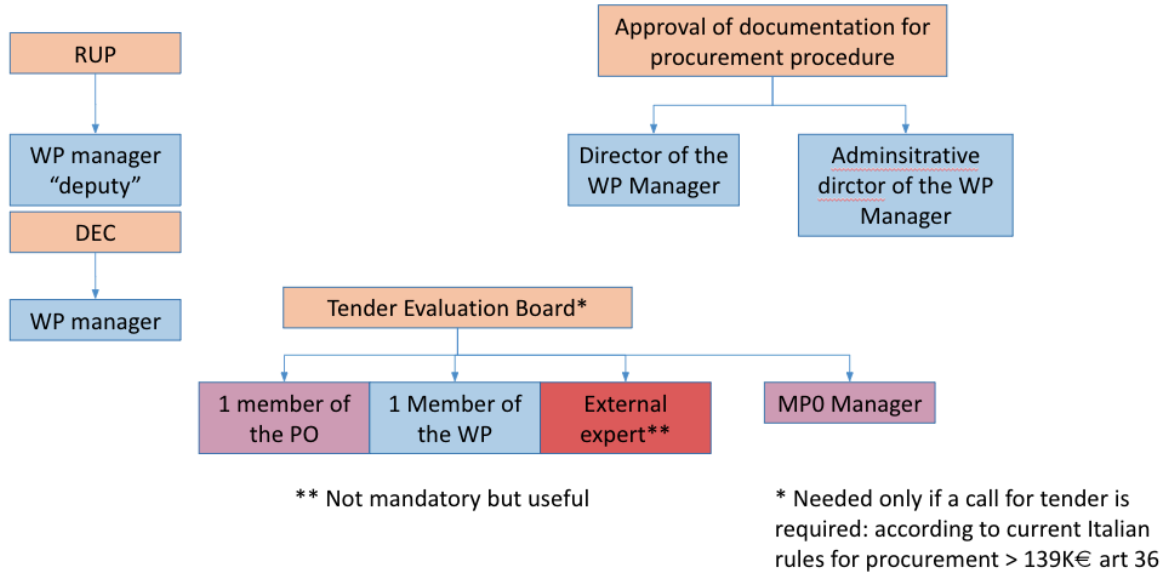 RUP
WP manager
“deputy”
DEC
WP manager
Approval of documentation for
procurement procedure
Director of the
WP Manager
Adminsitrative
dirctor of the WP
Manager
Tender Evaluation Board*
1 member of
the PO
1 Member of
the WP
External
expert**
MP0 Manager
** Not mandatory but useful
* Needed only if a call for tender is
required: according to current Italian
rules for procurement > 139K€ art 36